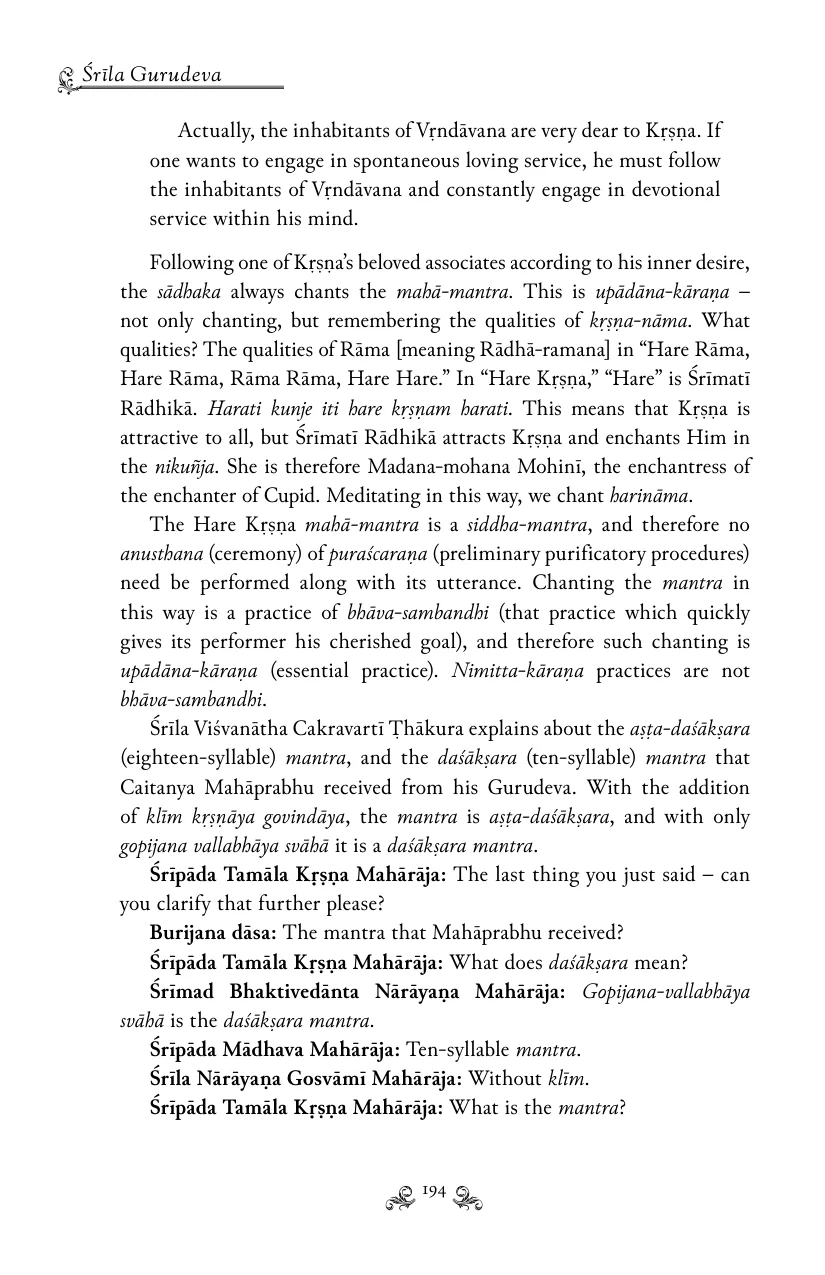 Śrīla Gurudeva
Actually, the inhabitants of Vṛndāvana are very dear to Kṛṣṇa. If
one wants to engage in spontaneous loving service, he must follow
the inhabitants of Vṛndāvana and constantly engage in devotional
service within his mind.
Following one of Kṛṣṇa’s beloved associates according to his inner desire,
the sādhaka always chants the mahā-mantra. This is upādāna-kāraṇa –
not only chanting, but remembering the qualities of kṛṣṇa-nāma. What
qualities? The qualities of Rāma [meaning Rādhā-ramana] in “Hare Rāma,
Hare Rāma, Rāma Rāma, Hare Hare.” In “Hare Kṛṣṇa,” “Hare” is Śrīmatī
Rādhikā. Harati kunje iti hare kṛṣṇam harati. This means that Kṛṣṇa is
attractive to all, but Śrīmatī Rādhikā attracts Kṛṣṇa and enchants Him in
the nikuñja. She is therefore Madana-mohana Mohinī, the enchantress of
the enchanter of Cupid. Meditating in this way, we chant harināma.
The Hare Kṛṣṇa mahā-mantra is a siddha-mantra, and therefore no
anusthana (ceremony) of puraścaraṇa (preliminary purificatory procedures)
need be performed along with its utterance. Chanting the mantra in
this way is a practice of bhāva-sambandhi (that practice which quickly
gives its performer his cherished goal), and therefore such chanting is
upādāna-kāraṇa (essential practice). Nimitta-kāraṇa practices are not
bhāva-sambandhi.
Śrīla Viśvanātha Cakravartī Ṭhākura explains about the aṣṭa-daśākṣara
(eighteen-syllable) mantra, and the daśākṣara (ten-syllable) mantra that
Caitanya Mahāprabhu received from his Gurudeva. With the addition
of klīm kṛṣṇāya govindāya, the mantra is aṣṭa-daśākṣara, and with only
gopijana vallabhāya svāhā it is a daśākṣara mantra.
Śrīpāda Tamāla Kṛṣṇa Mahārāja: The last thing you just said – can
you clarify that further please?
Burijana dāsa: The mantra that Mahāprabhu received?
Śrīpāda Tamāla Kṛṣṇa Mahārāja: What does daśākṣara mean?
Śrīmad Bhaktivedānta Nārāyaṇa Mahārāja: Gopijana-vallabhāya
svāhā is the daśākṣara mantra.
Śrīpāda Mādhava Mahārāja: Ten-syllable mantra.
Śrīla Nārāyaṇa Gosvāmī Mahārāja: Without klīm.
Śrīpāda Tamāla Kṛṣṇa Mahārāja: What is the mantra?
194